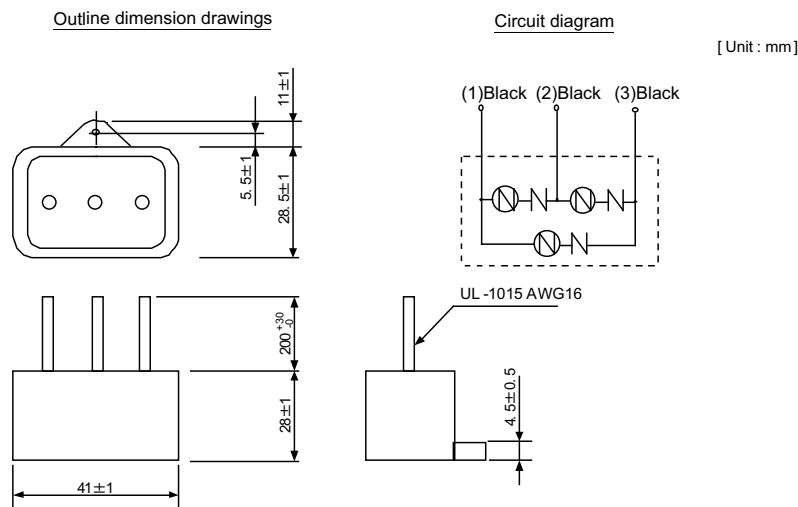 Outline dimension drawings
Circuit diagram
[ Unit : mm ]
11±1
5. 5±1
28. 5±1
(1)Black (2)Black (3)Black
UL -1015 AWG16
200 +30 -0
28±1
4. 5±0. 5
41±1